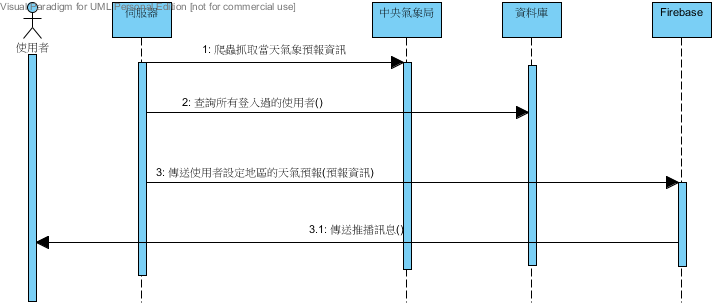 Visual Paradigm for UML Personal Edition [not for commercial use]
使用者
伺服器
中央氣象局
資料庫
Firebase
1: 爬蟲抓取當天氣象預報資訊
2: 查詢所有登入過的使用者()
3: 傳送使用者設定地區的天氣預報(預報資訊)
3.1: 傳送推播訊息()